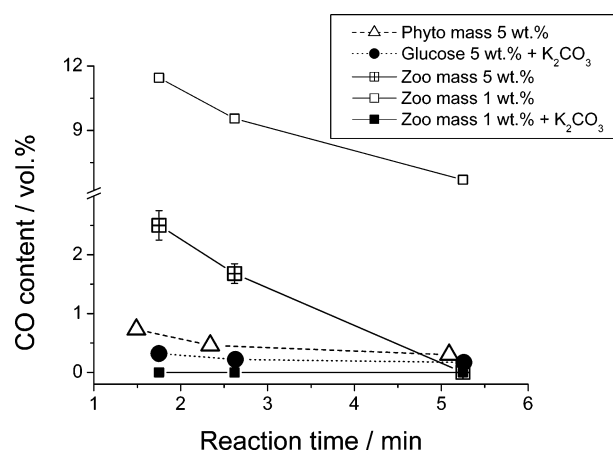 Phyto mass 5 wt.%
Glucose 5 wt.% + K₂CO₃
Zoo mass 5 wt.%
Zoo mass 1 wt.%
Zoo mass 1 wt.% + K₂CO₃
12
9
2
1
0
CO content / vol.%
1 2 3 4 5 6
Reaction time / min